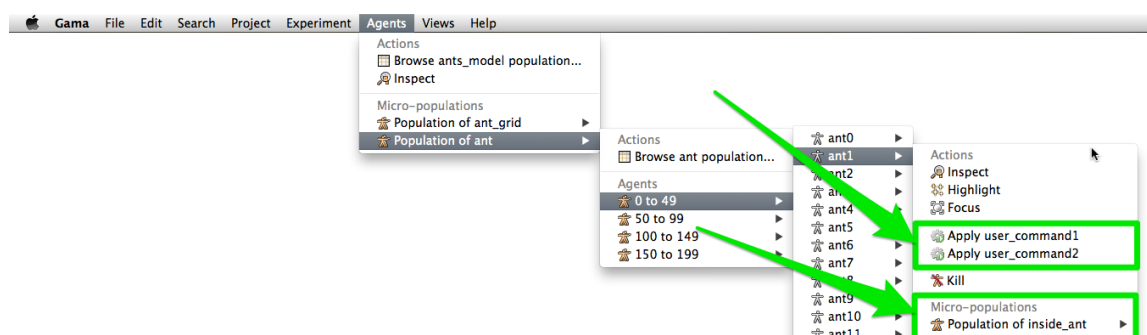 Gama File Edit Search Project Experiment Agents Views Help
Actions
Browse ants_model population...
Inspect
Micro-populations
Population of ant_grid
Population of ant
Actions
Browse ant population...
Agents
0 to 49
50 to 99
100 to 149
150 to 199
ant0
ant1
ant2
ant4
ant5
ant6
ant7
ant9
ant10
ant11
Actions
Inspect
Highlight
Focus
Apply user_command1
Apply user_command2
Kill
Micro-populations
Population of inside_ant